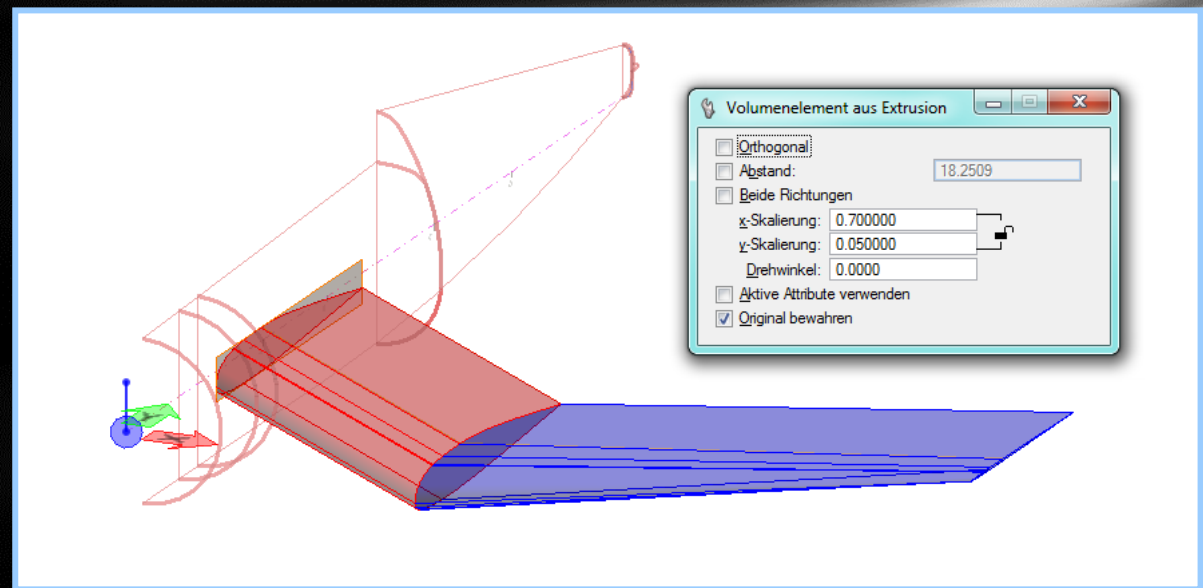 Volumenelement aus Extrusion
Orthogonal
Abstand: 18.2509
Beide Richtungen
x-Skalierung: 0.700000
y-Skalierung: 0.050000
Drehwinkel: 0.0000
Aktive Attribute verwenden
Original bewahren